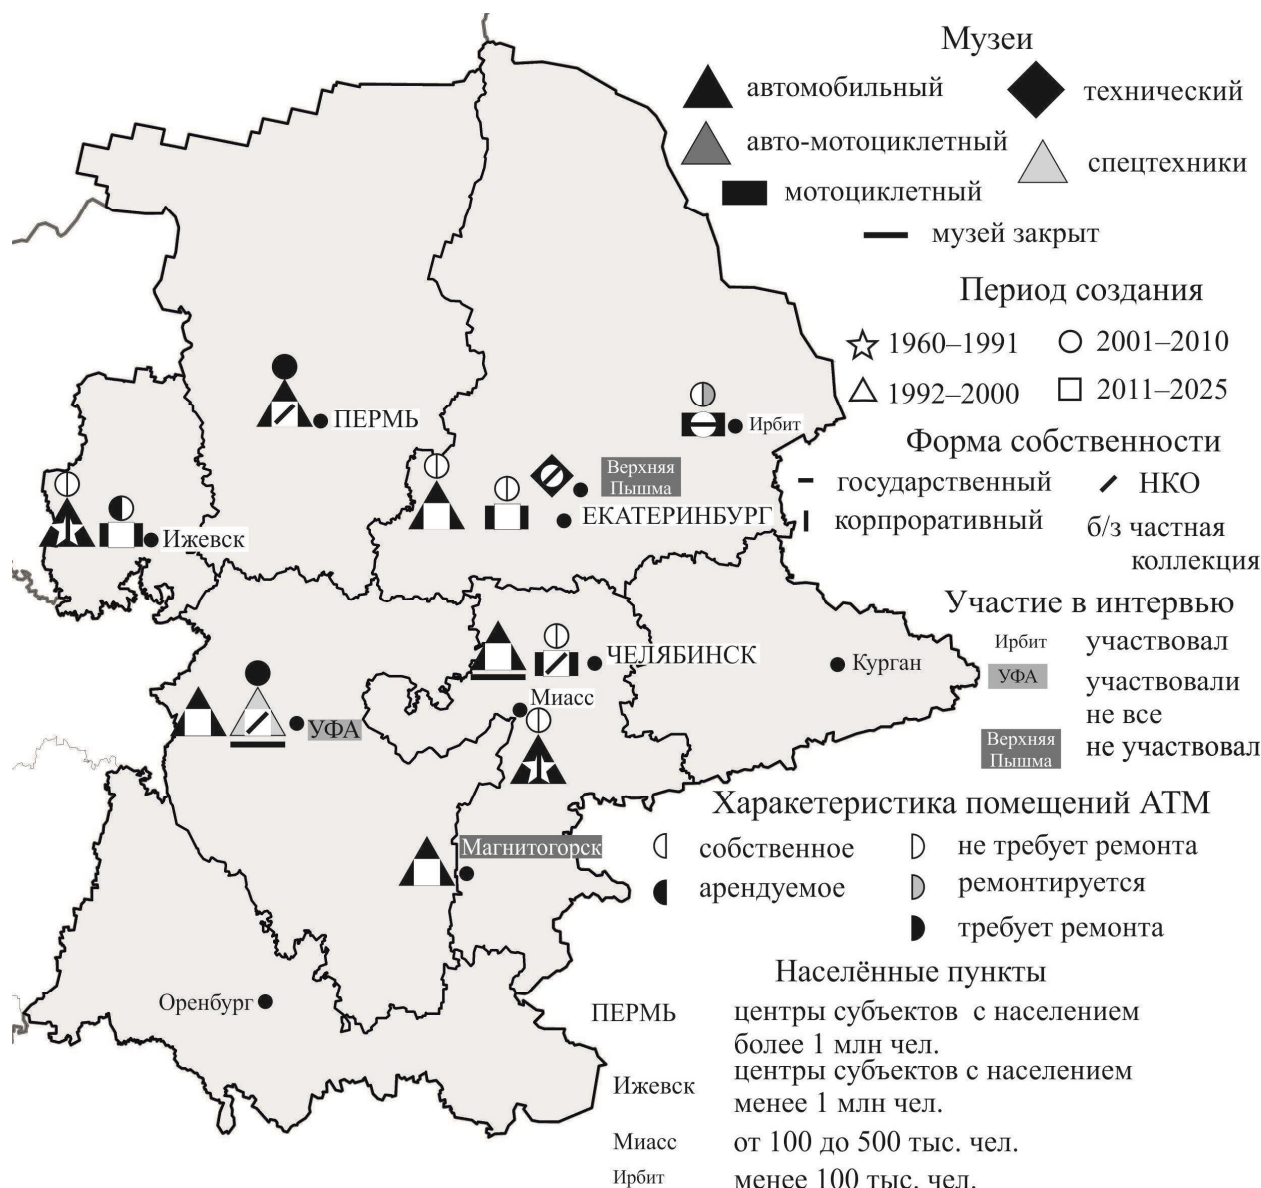 Музеи
автомобильный
технический
авто-мотоциклетный
спецтехники
мотоциклетный
музей закрыт
Период создания
1960–1991
2001–2010
1992–2000
2011–2025
Форма собственности
государственный
НКО
корпроративный
б/з частная
коллекция
Участие в интервью
Ирбит
участвовал
УФА
участвовали
не все
Верхняя
Пышма
не участвовал
Характеристика помещений АТМ
собственное
не требует ремонта
арендуемое
ремонтируется
требует ремонта
Населённые пункты
ПЕРМЬ
центры субъектов с населением
более 1 млн чел.
Ижевск
центры субъектов с населением
менее 1 млн чел.
Миасс
от 100 до 500 тыс. чел.
Ирбит
менее 100 тыс. чел.
ПЕРМЬ
Ирбит
Верхняя
Пышма
ЕКАТЕРИНБУРГ
Ижевск
ЧЕЛЯБИНСК
Курган
Миасс
УФА
Магнитогорск
Оренбург